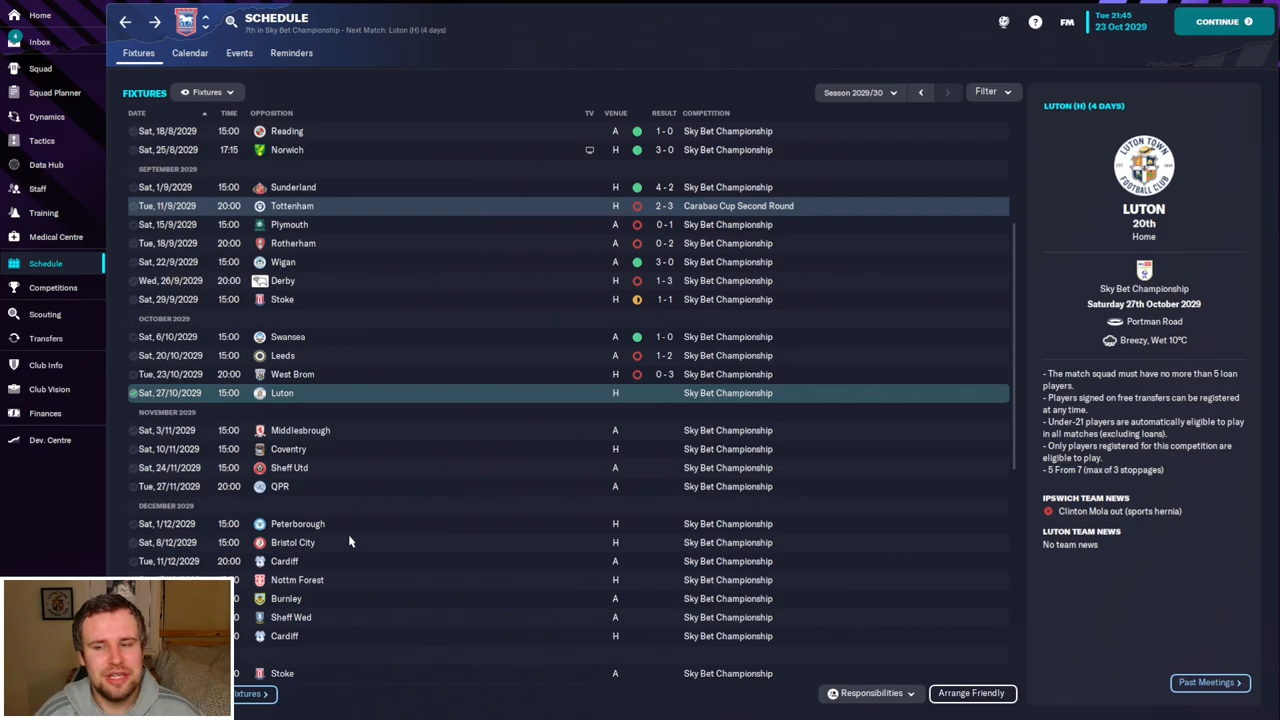 Home
4
Inbox
Squad
Squad Planner
Dynamics
Tactics
Data Hub
Staff
Training
Medical Centre
Schedule
Competitions
Scouting
Transfers
Club Info
Club Vision
Finances
Dev. Centre
SCHEDULE
7th in Sky Bet Championship - Next Match: Luton (H) (4 days)
?
FM
Tue 21:45
23 Oct 2029
CONTINUE
Fixtures
Calendar
Events
Reminders
FIXTURES
Fixtures
Season 2029/30
Filter
DATE TIME OPPOSITION TV VENUE RESULT COMPETITION
Sat, 18/8/2029 15:00 Reading A 1 - 0 Sky Bet Championship
Sat, 25/8/2029 17:15 Norwich H 3 - 0 Sky Bet Championship
SEPTEMBER 2029
Sat, 1/9/2029 15:00 Sunderland H 4 - 2 Sky Bet Championship
Tue, 11/9/2029 20:00 Tottenham H 2 - 3 Carabao Cup Second Round
Sat, 15/9/2029 15:00 Plymouth A 0 - 1 Sky Bet Championship
Tue, 18/9/2029 20:00 Rotherham A 0 - 2 Sky Bet Championship
Sat, 22/9/2029 15:00 Wigan A 3 - 0 Sky Bet Championship
Wed, 26/9/2029 20:00 Derby H 1 - 3 Sky Bet Championship
Sat, 29/9/2029 15:00 Stoke H 1 - 1 Sky Bet Championship
OCTOBER 2029
Sat, 6/10/2029 15:00 Swansea A 1 - 0 Sky Bet Championship
Sat, 20/10/2029 15:00 Leeds A 1 - 2 Sky Bet Championship
Tue, 23/10/2029 20:00 West Brom H 0 - 3 Sky Bet Championship
Sat, 27/10/2029 15:00 Luton H Sky Bet Championship
NOVEMBER 2029
Sat, 3/11/2029 15:00 Middlesbrough A Sky Bet Championship
Sat, 10/11/2029 15:00 Coventry H Sky Bet Championship
Sat, 24/11/2029 15:00 Sheff Utd A Sky Bet Championship
Tue, 27/11/2029 20:00 QPR A Sky Bet Championship
DECEMBER 2029
Sat, 1/12/2029 15:00 Peterborough H Sky Bet Championship
Sat, 8/12/2029 15:00 Bristol City H Sky Bet Championship
Tue, 11/12/2029 20:00 Cardiff A Sky Bet Championship
Nottm Forest H Sky Bet Championship
Burnley A Sky Bet Championship
Sheff Wed A Sky Bet Championship
Cardiff H Sky Bet Championship
Stoke A Sky Bet Championship
Responsibilities
Arrange Friendly
LUTON (H) (4 DAYS)
LUTON TOWN
FOOTBALL CLUB
LUTON
20th
Home
Sky Bet Championship
Saturday 27th October 2029
Portman Road
Breezy, Wet 10ºC
- The match squad must have no more than 5 loan
players.
- Players signed on free transfers can be registered
at any time.
- Under-21 players are automatically eligible to play
in all matches (excluding loans).
- Only players registered for this competition are
eligible to play.
- 5 From 7 (max of 3 stoppages)
IPSWICH TEAM NEWS
Clinton Mola out (sports hernia)
LUTON TEAM NEWS
No team news
Past Meetings